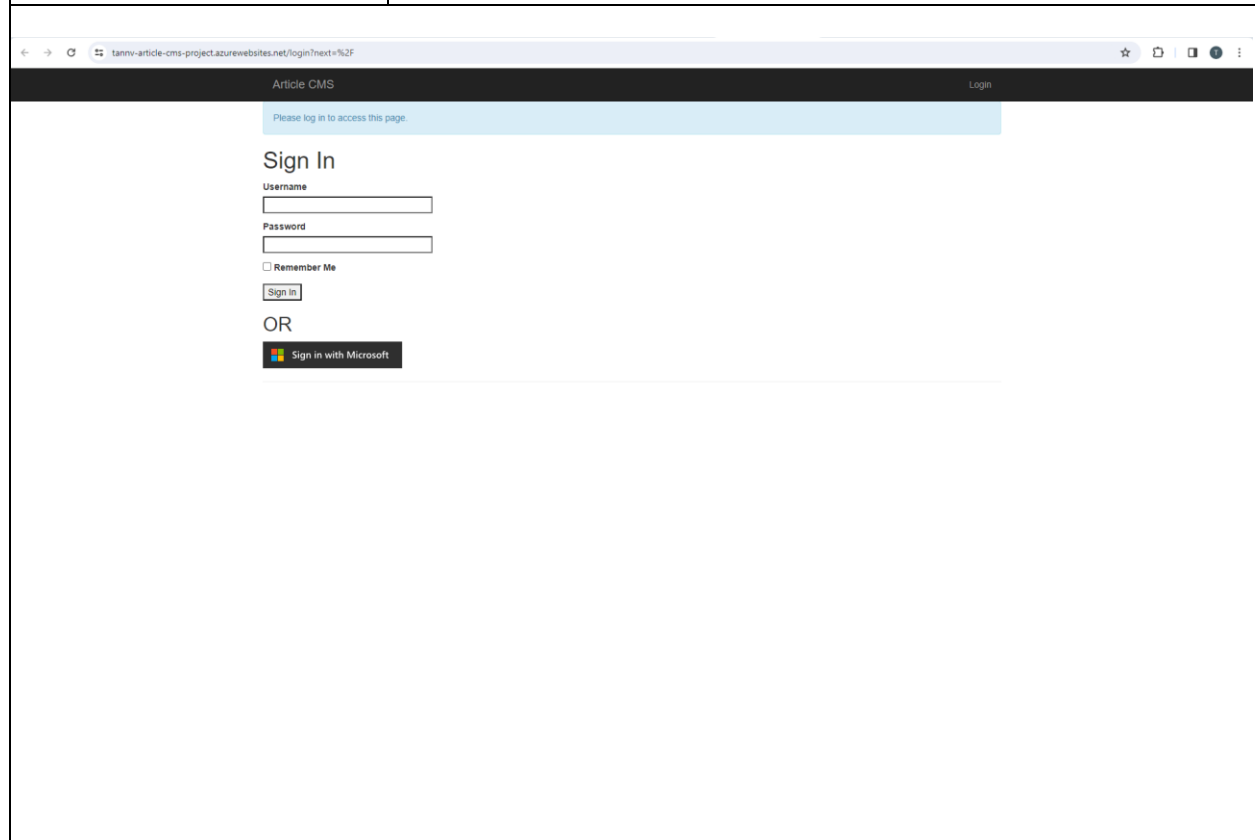 tannv-article-cms-project.azurewebsites.net/login?next=%2F
Article CMS
Login
Please log in to access this page.
Sign In
Username
Password
Remember Me
Sign In
OR
Sign in with Microsoft